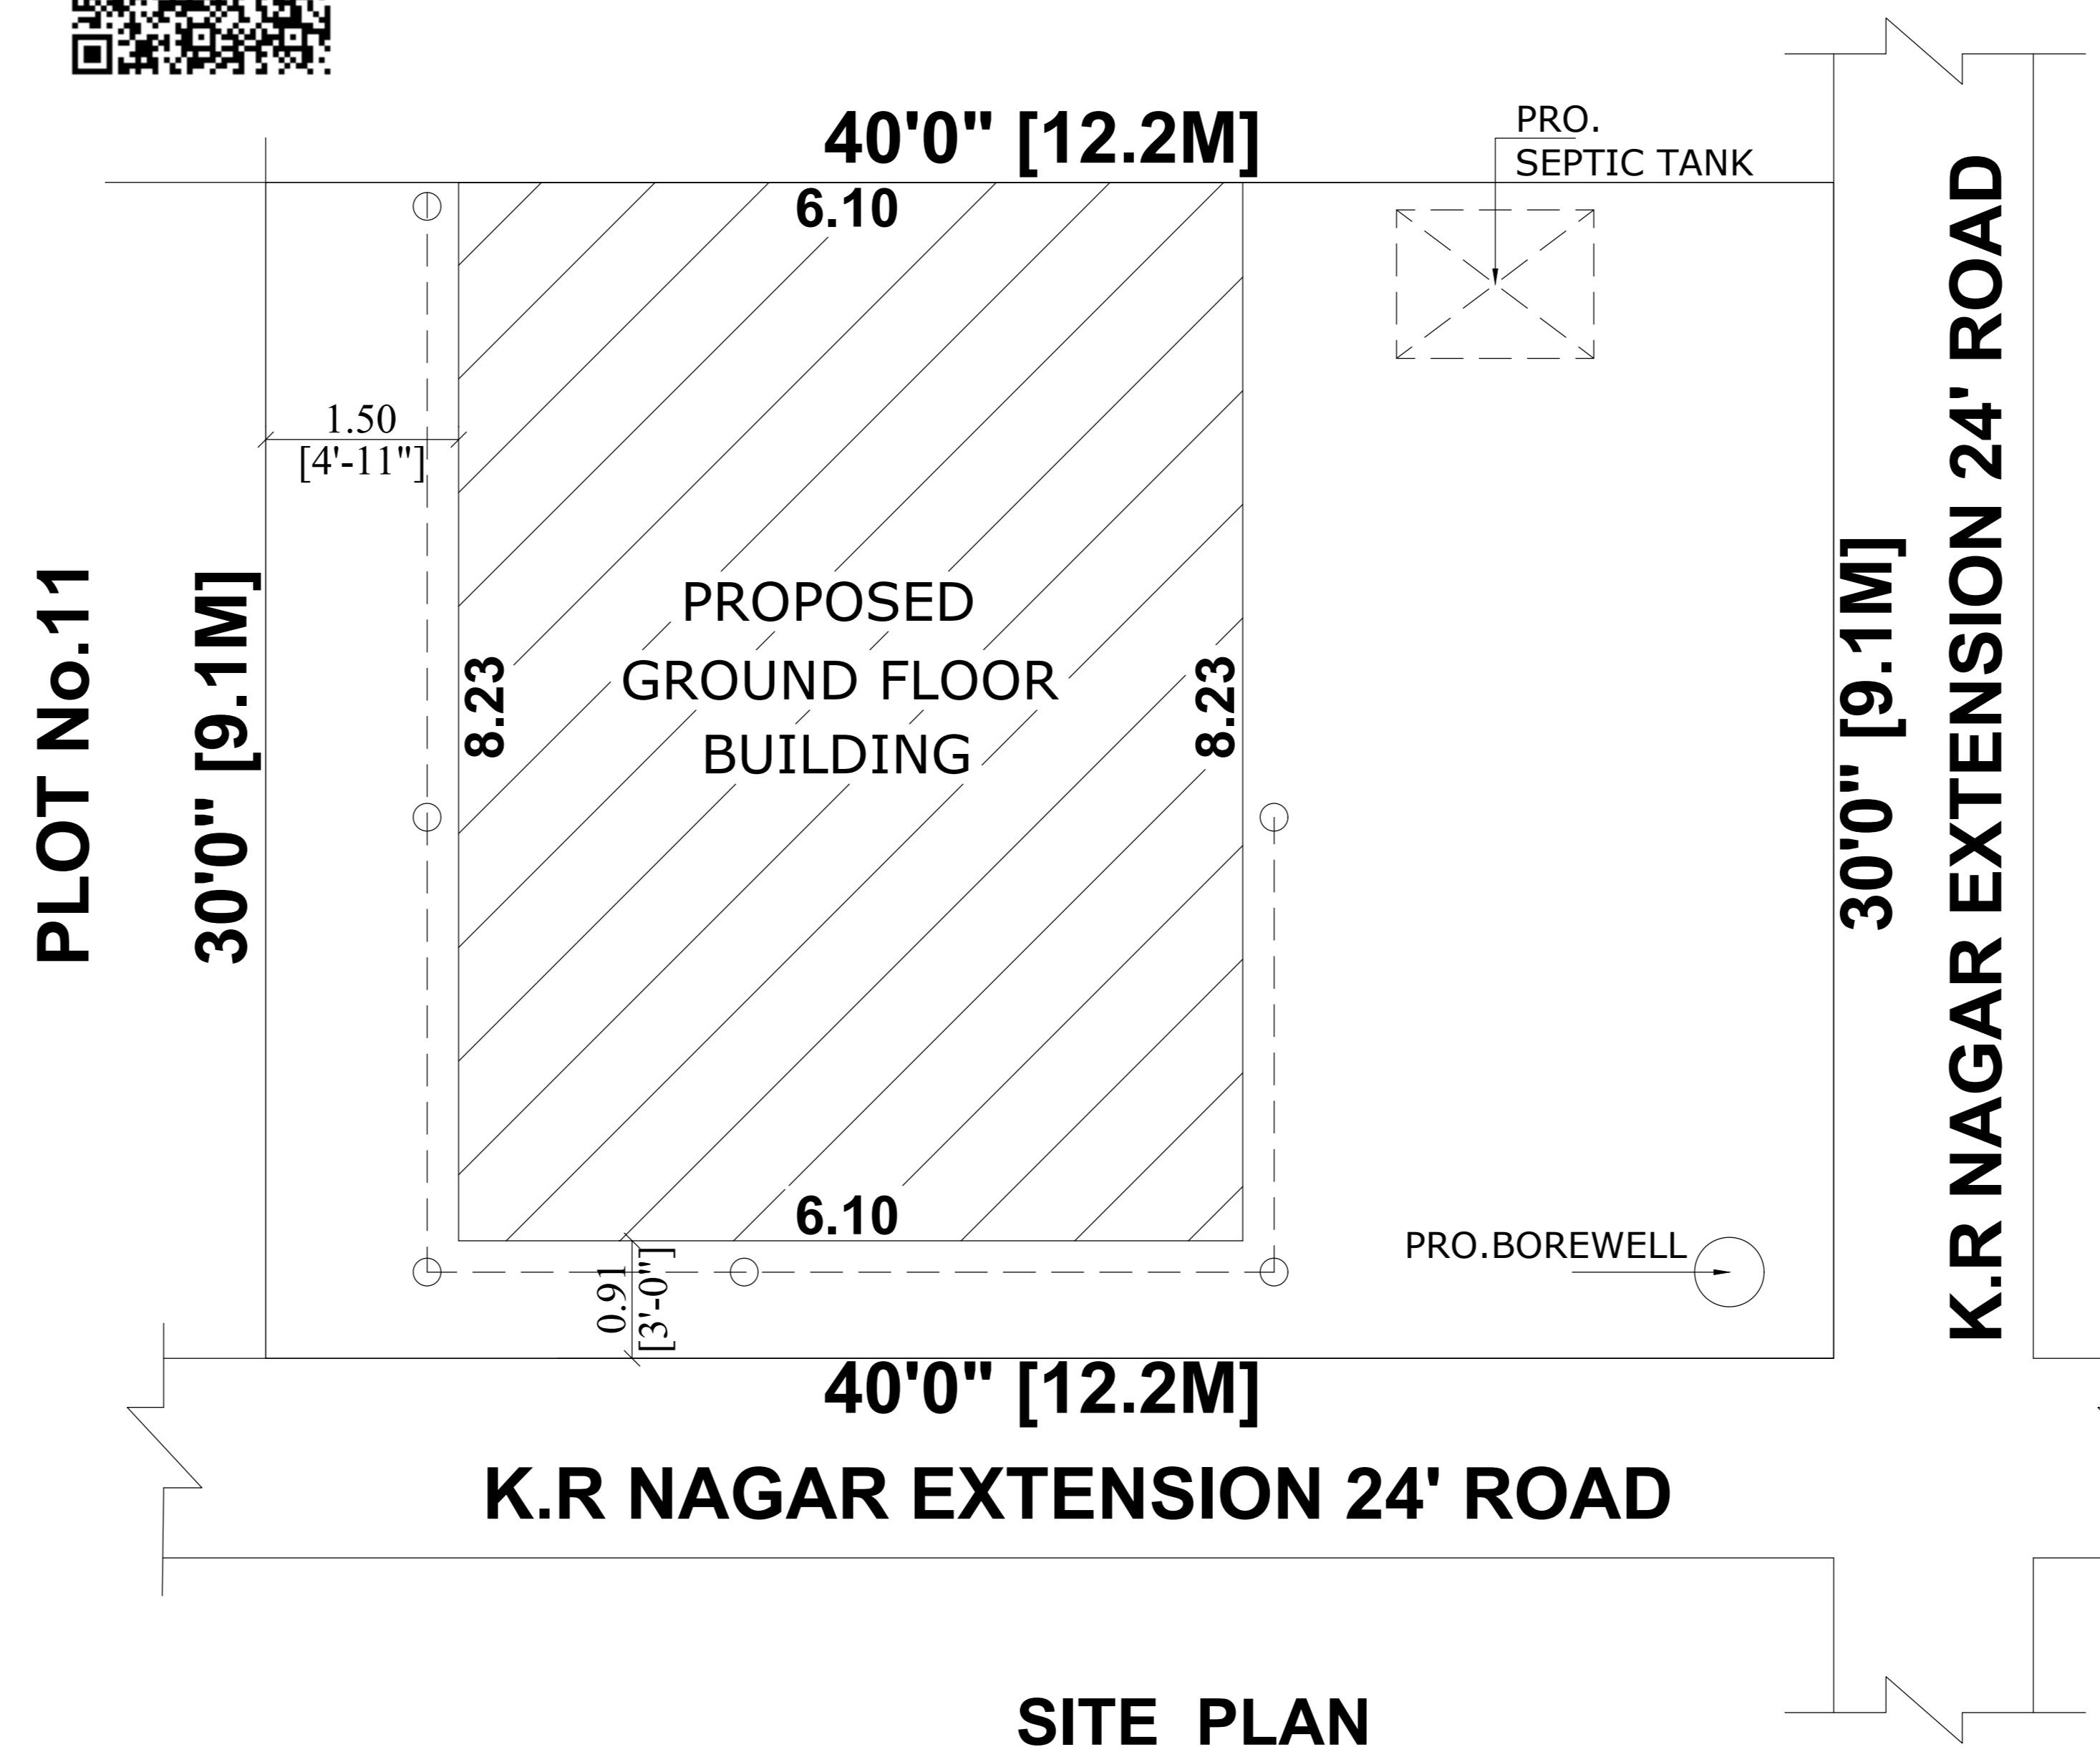 40'0" [12.2M]
PRO.
SEPTIC TANK
6.10
1.50
[4'-11"]
PLOT No.11
30'0" [9.1M]
8.23
PROPOSED
GROUND FLOOR
BUILDING
8.23
30'0" [9.1M]
K.R NAGAR EXTENSION 24' ROAD
6.10
PRO.BOREWELL
0.91
[3'-0"]
40'0" [12.2M]
K.R NAGAR EXTENSION 24' ROAD
SITE PLAN